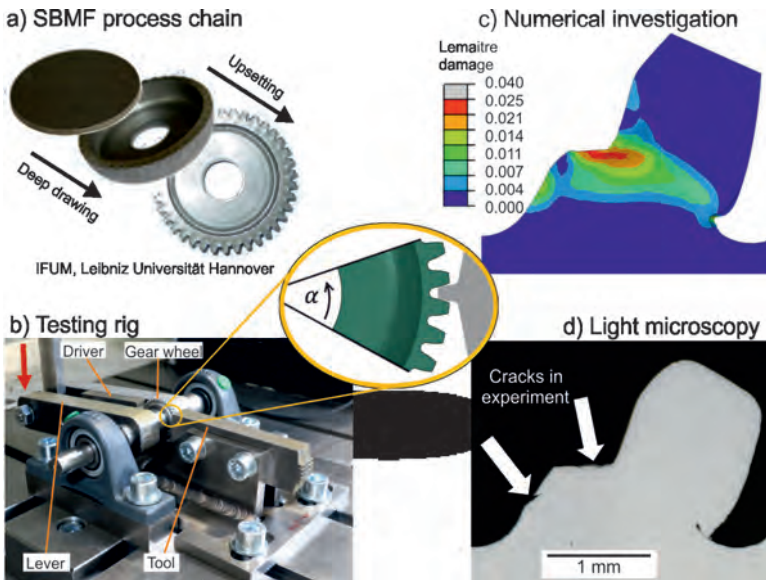 a) SBMF process chain
Upsetting
Deep drawing
IFUM, Leibniz Universität Hannover
c) Numerical investigation
Lemaitre
damage
0.040
0.025
0.021
0.014
0.011
0.007
0.004
0.000
α
b) Testing rig
Driver
Gear wheel
Lever
Tool
d) Light microscopy
Cracks in
experiment
1 mm